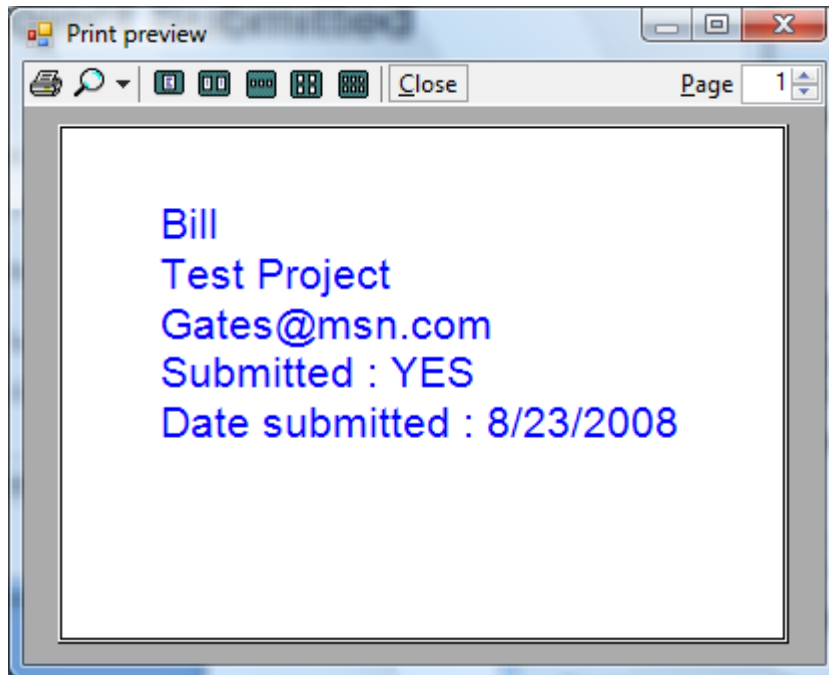 Print preview
Close
Page 1
Bill
Test Project
Gates@msn.com
Submitted : YES
Date submitted : 8/23/2008